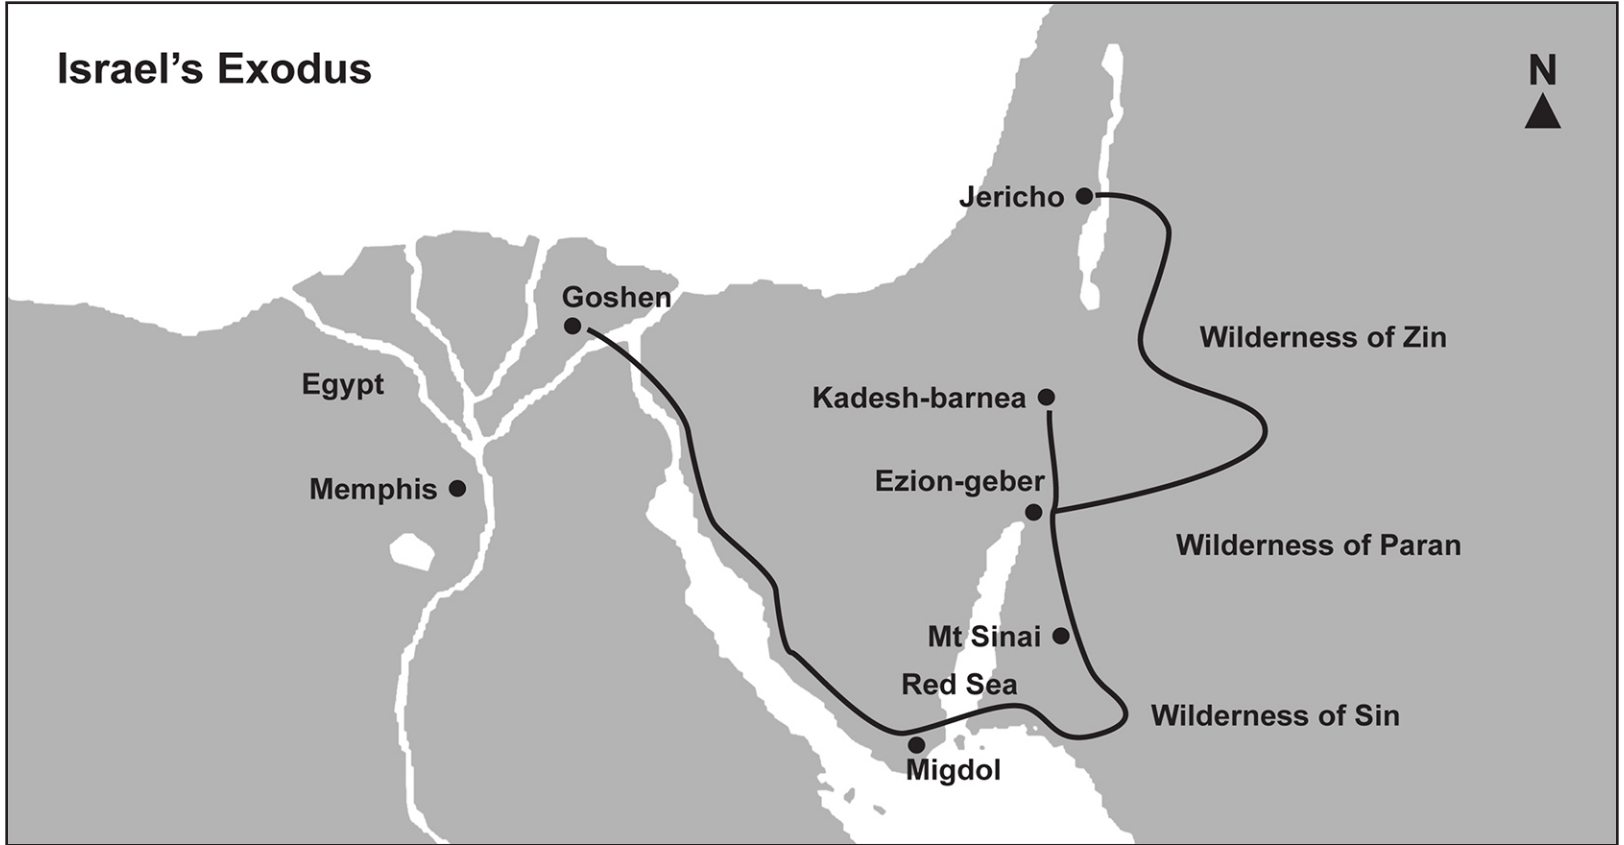 Israel’s Exodus
N
Jericho
Goshen
Wilderness of Zin
Egypt
Kadesh-barnea
Ezion-geber
Memphis
Wilderness of Paran
Mt Sinai
Red Sea
Wilderness of Sin
Migdol